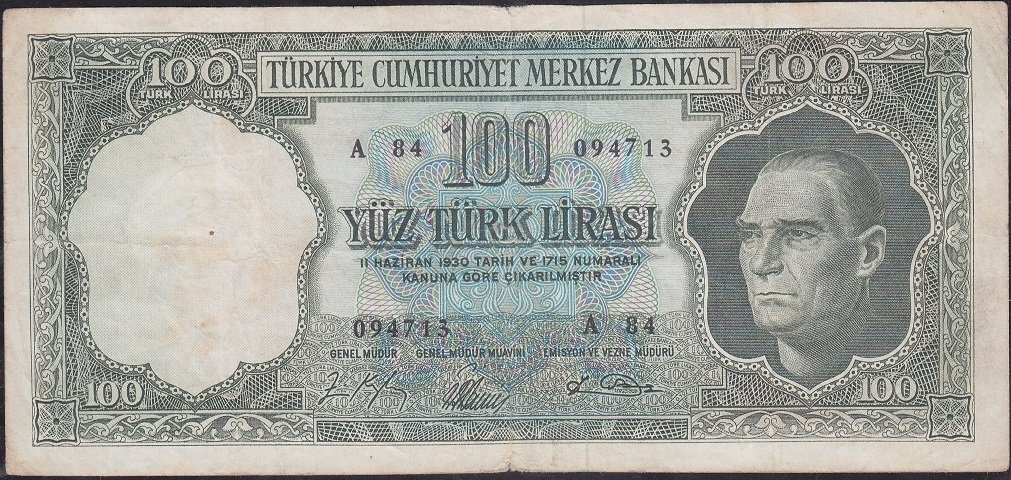 100
TÜRK LİRASI
TÜRKİYE CUMHURİYET MERKEZ BANKASI
100
TÜRK LİRASI
A 84 100 094713
YÜZ TÜRK LİRASI
11 HAZİRAN 1930 TARİH VE 1715 NUMARALI
KANUNA GÖRE ÇIKARILMIŞTIR
094713 A 84
GENEL MÜDÜR GENEL MÜDÜR MUAVİNİ EMİSYON VE VEZNE MÜDÜRÜ
100 100